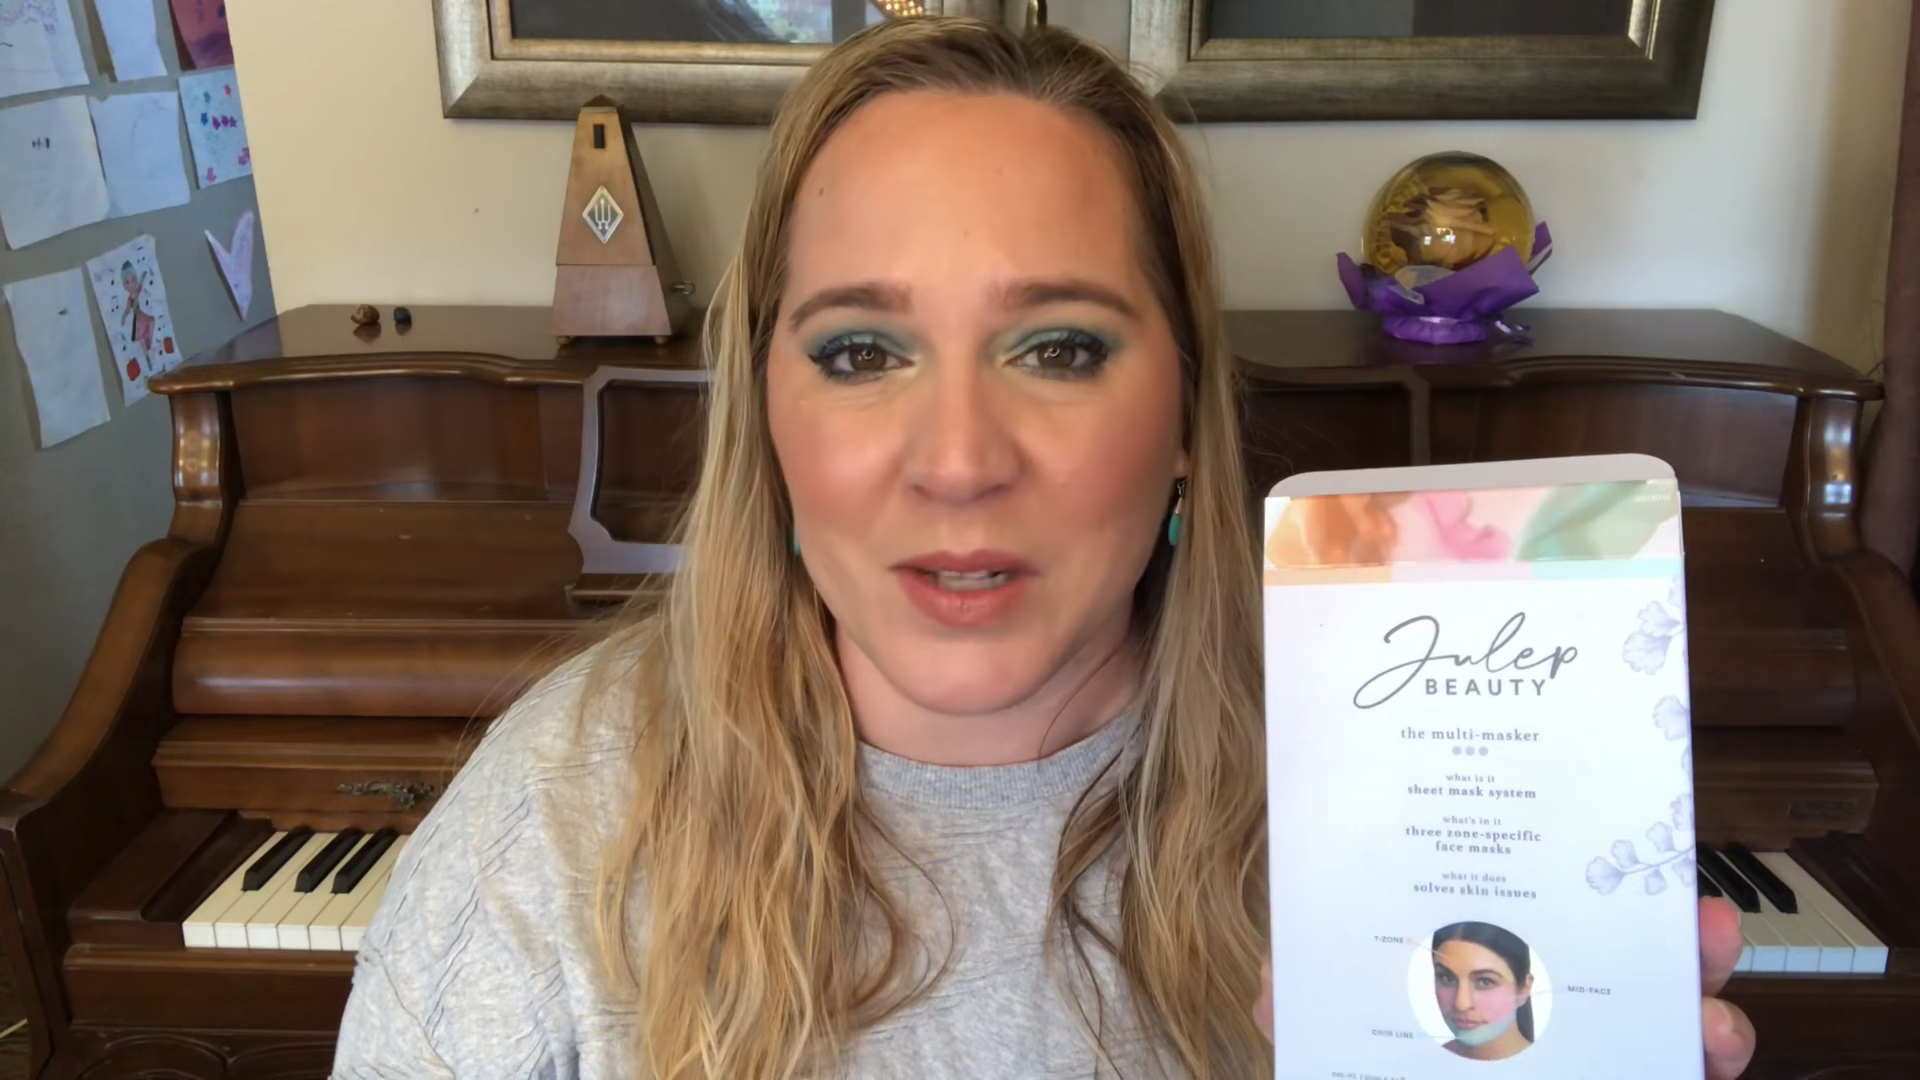 Julep
BEAUTY
the multi-masker
what is it
sheet mask system
what's in it
three zone-specific
face masks
what it does
solves skin issues
T-ZONE
MID-FACE
CHIN LINE